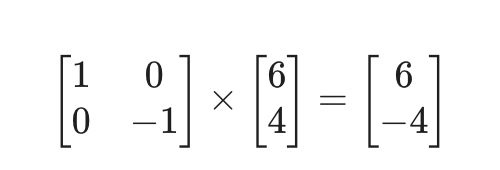 [1 0; 0 −1] × [6; 4] = [6; −4]